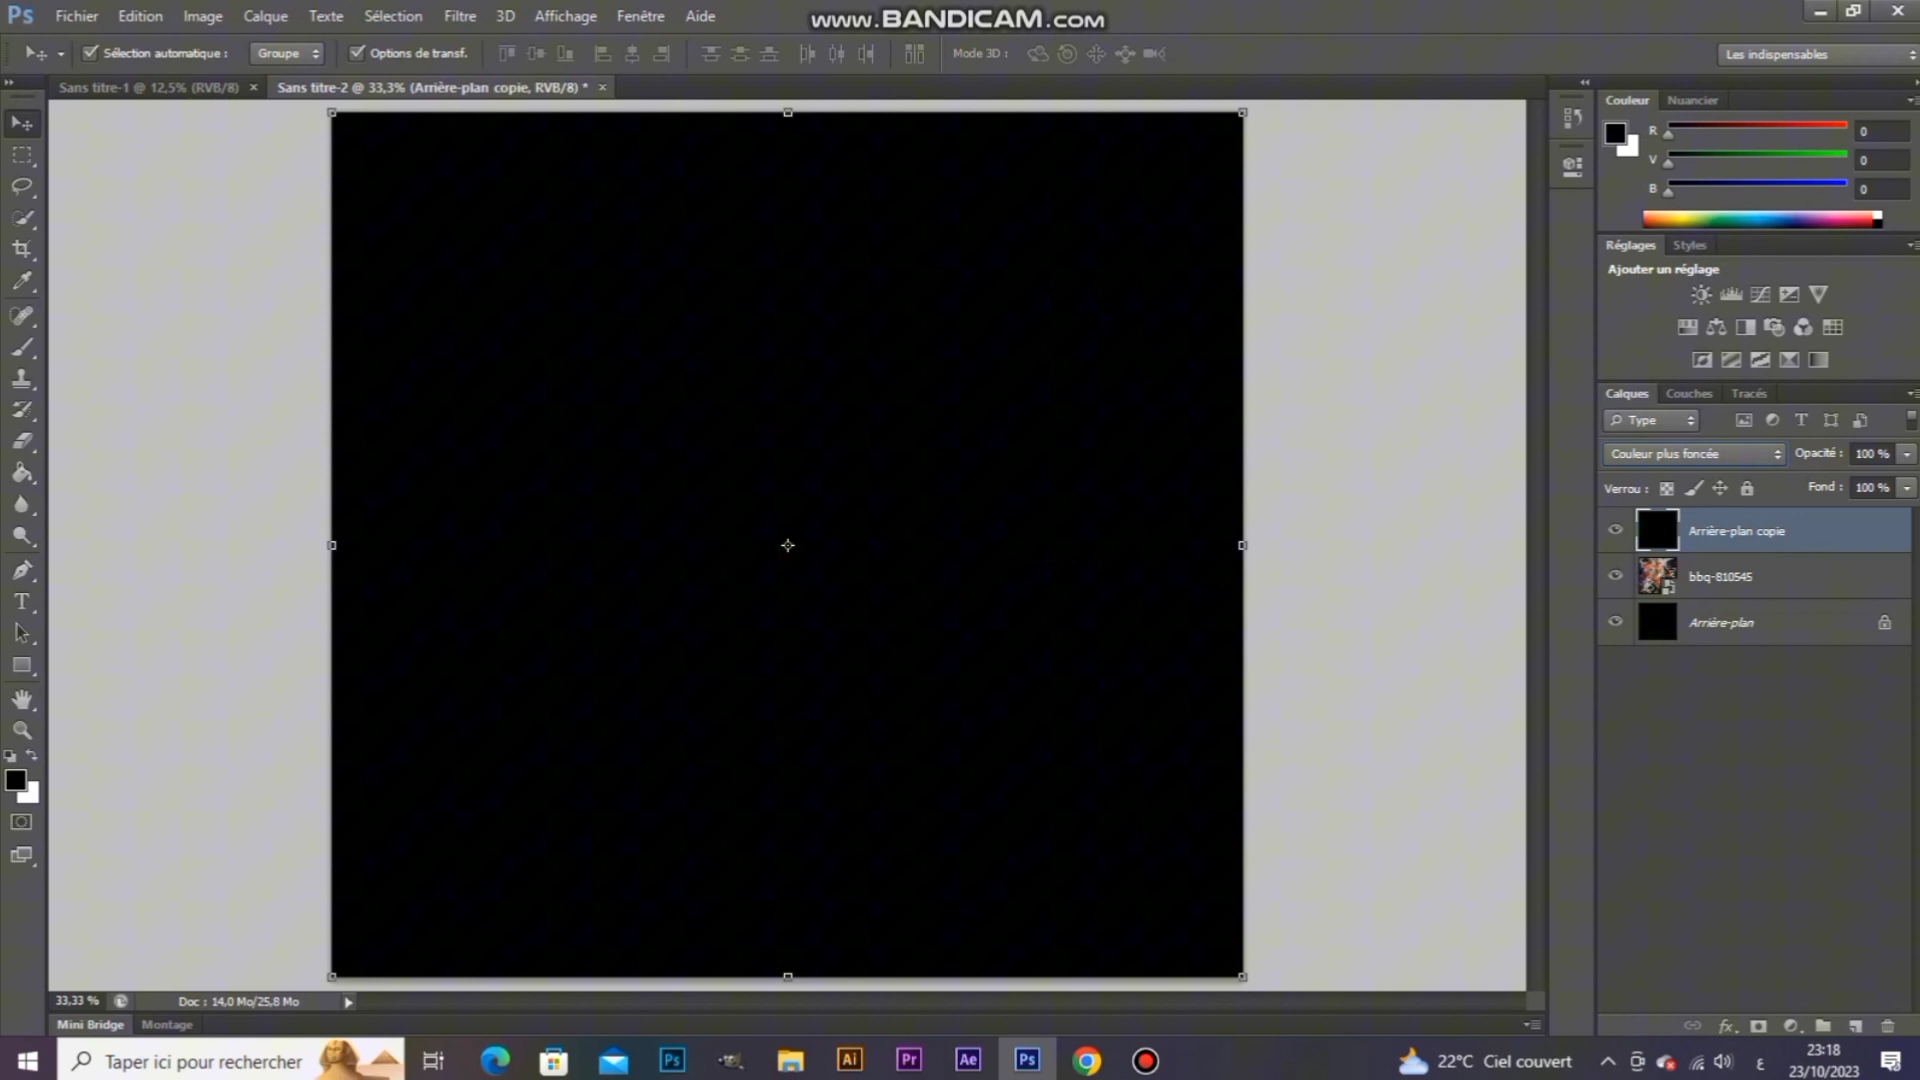 Ps Fichier Edition Image Calque Texte Sélection Filtre 3D Affichage Fenêtre Aide
www.BANDICAM.com
Sélection automatique : Groupe Options de transf. Mode 3D : Les indispensables
Sans titre-1 @ 12,5% (RVB/8) × Sans titre-2 @ 33,3% (Arrière-plan copie, RVB/8) * ×
Couleur Nuancier
R 0
V 0
B 0
Réglages Styles
Ajouter un réglage
Calques Couches Tracés
Type
Couleur plus foncée Opacité : 100 %
Verrou : Fond : 100 %
Arrière-plan copie
bbq-810545
Arrière-plan
33,33 % Doc : 14,0 Mo/25,8 Mo
Mini Bridge Montage
Taper ici pour rechercher Ps Ai Pr Ae Ps 22°C Ciel couvert ع 23:18
23/10/2023